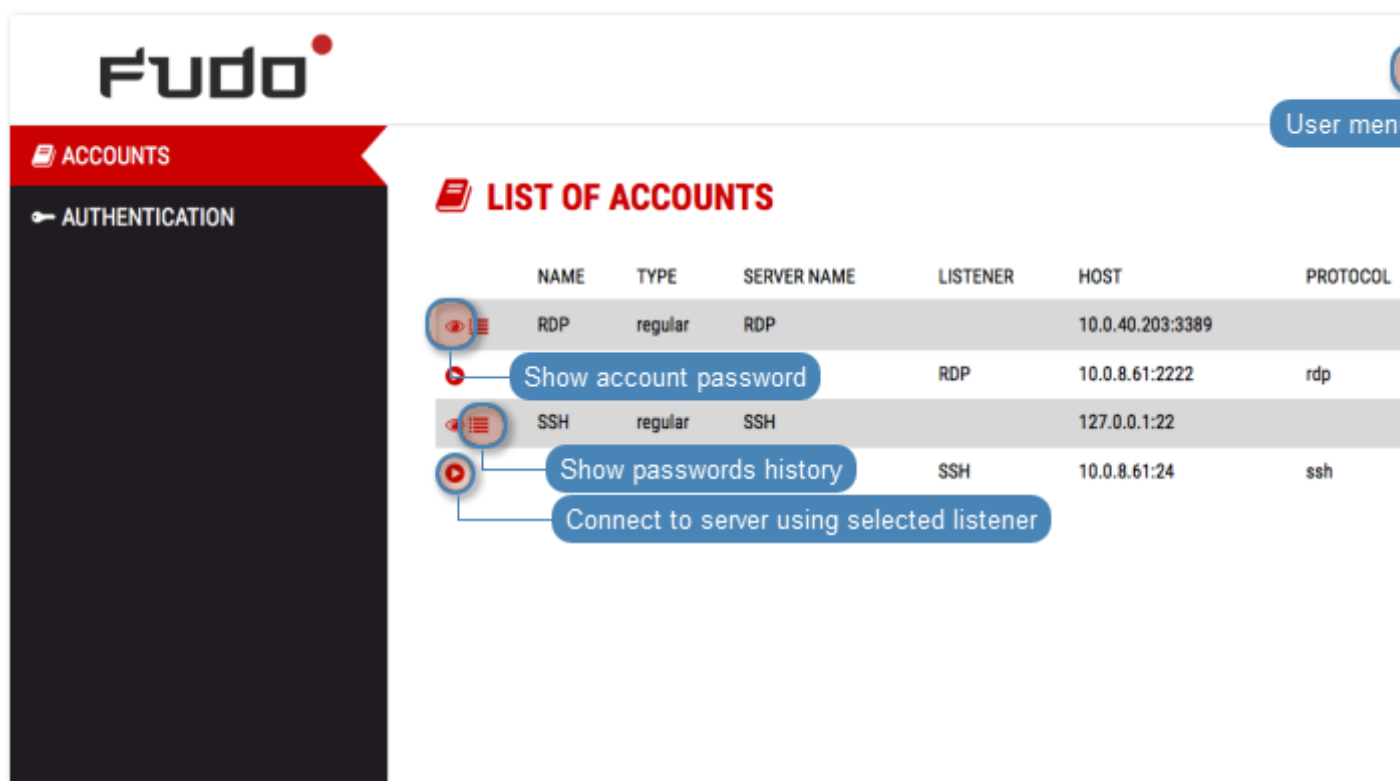 Fudo
User men
ACCOUNTS
AUTHENTICATION
LIST OF ACCOUNTS
NAME TYPE SERVER NAME LISTENER HOST PROTOCOL
RDP regular RDP 10.0.40.203:3389
Show account password RDP 10.0.8.61:2222 rdp
SSH regular SSH 127.0.0.1:22
Show passwords history SSH 10.0.8.61:24 ssh
Connect to server using selected listener